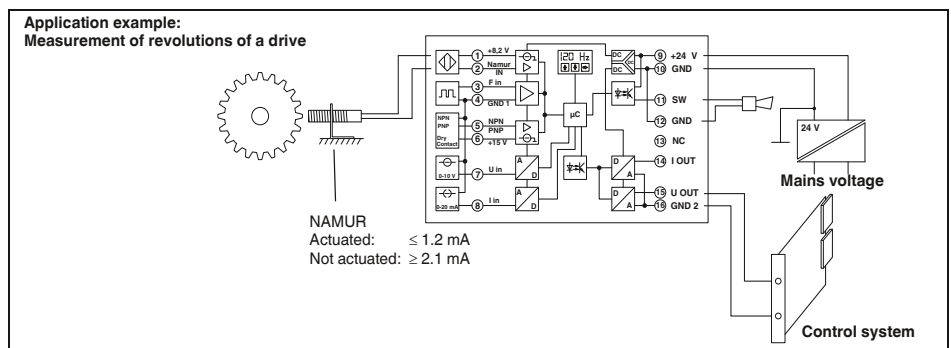 Application example:
Measurement of revolutions of a drive
120 Hz
1 +8,2 V
2 Namur
IN
3 F in
4 GND 1
NPN
PNP
Dry
Contact
5 NPN
PNP
6 +15 V
0-10 V
7 U in
0-20 mA
8 I in
A
D
A
D
µC
DC
DC
DC
D
A
D
A
9 +24 V
10 GND
11 SW
12 GND
13 NC
14 I OUT
15 U OUT
16 GND 2
24 V
Mains voltage
NAMUR
Actuated: ≤ 1.2 mA
Not actuated: ≥ 2.1 mA
Control system